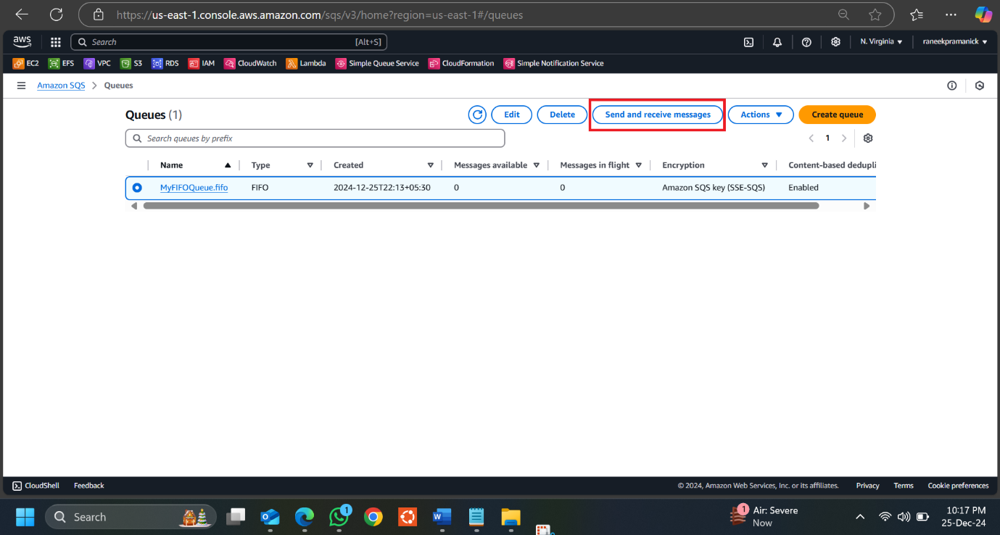 https://us-east-1.console.aws.amazon.com/sqs/v3/home?region=us-east-1#/queues
aws Search [Alt+S] N. Virginia raneekpramanick
EC2 EFS VPC S3 RDS IAM CloudWatch Lambda Simple Queue Service CloudFormation Simple Notification Service
Amazon SQS > Queues
Queues (1) Edit Delete Send and receive messages Actions Create queue
Search queues by prefix 1
Name Type Created Messages available Messages in flight Encryption Content-based dedupli
MyFIFOQueue.fifo FIFO 2024-12-25T22:13+05:30 0 0 Amazon SQS key (SSE-SQS) Enabled
CloudShell Feedback © 2024, Amazon Web Services, Inc. or its affiliates. Privacy Terms Cookie preferences
Search 1 1 Air: Severe 10:17 PM
Now 25-Dec-24